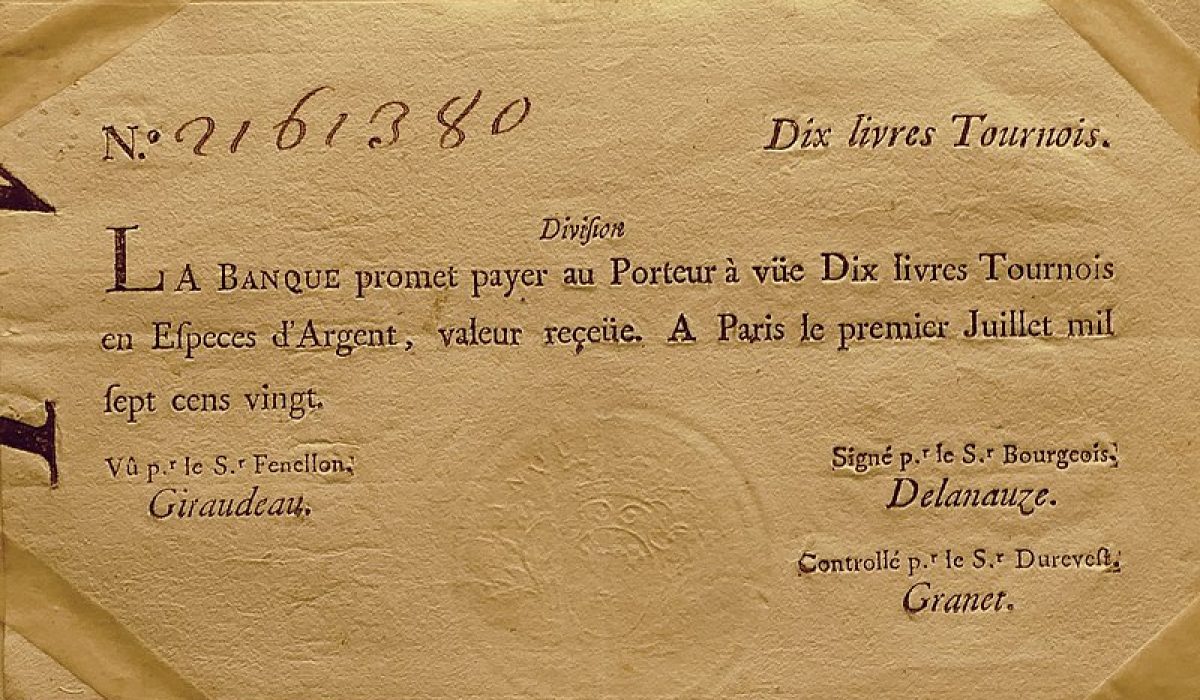 N.º 2161380
Dix livres Tournois.
Diviſion
LA BANQUE promet payer au Porteur à vüe Dix livres Tournois
en Eſpeces d'Argent, valeur reçeüe. A Paris le premier Juillet mil
ſept cens vingt.
Vû p.r le S.r Fenellon.
Giraudeau.
Signé p.r le S.r Bourgeois.
Delanauze.
Controllé p.r le S.r Dureveſt.
Granet.